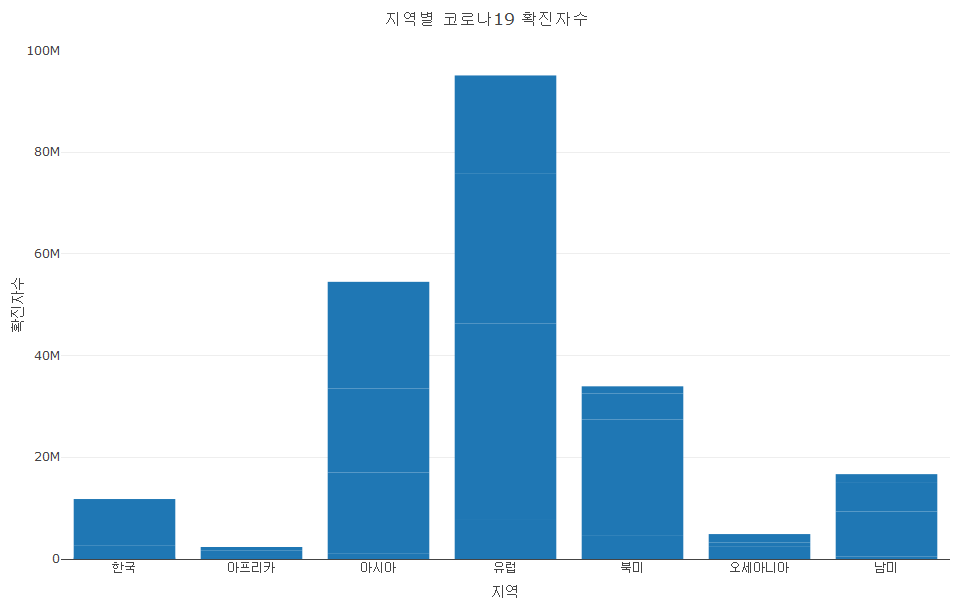 지역별 코로나19 확진자수
100M
80M
60M
40M
20M
0
확진자수
한국 아프리카 아시아 유럽 북미 오세아니아 남미
지역